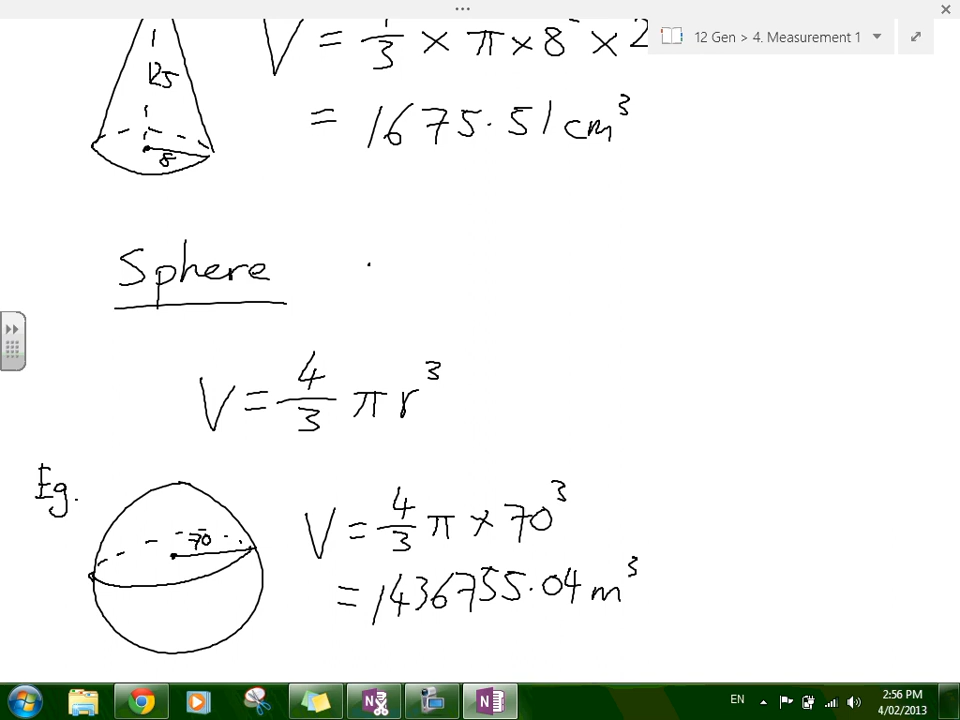 12 Gen > 4. Measurement 1
V = 1/3 × π × 8² × 2
25
8
= 1675.51 cm³
Sphere
V = 4/3 π r³
Eg.
70
V = 4/3 π × 70³
= 1436755.04 m³
EN
2:56 PM
4/02/2013